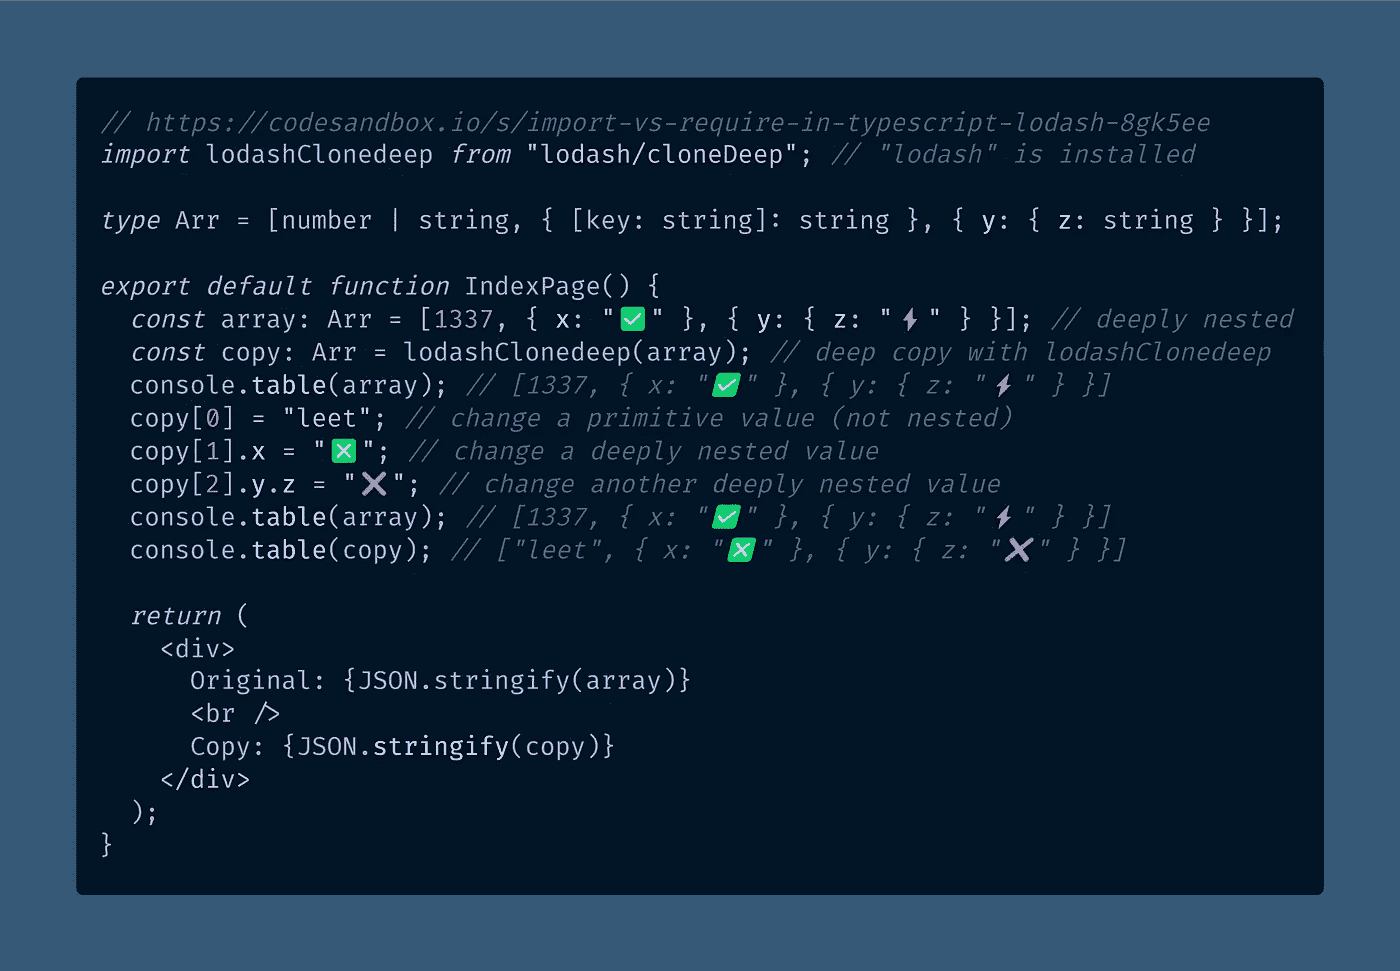 // https://codesandbox.io/s/import-vs-require-in-typescript-lodash-8gk5ee
import lodashClonedeep from "lodash/cloneDeep"; // "lodash" is installed
type Arr = [number | string, { [key: string]: string }, { y: { z: string } }];
export default function IndexPage() {
const array: Arr = [1337, { x: "✅" }, { y: { z: "⚡" } }]; // deeply nested
const copy: Arr = lodashClonedeep(array); // deep copy with lodashClonedeep
console.table(array); // [1337, { x: "✅" }, { y: { z: "⚡" } }]
copy[0] = "leet"; // change a primitive value (not nested)
copy[1].x = "❎"; // change a deeply nested value
copy[2].y.z = "❌"; // change another deeply nested value
console.table(array); // [1337, { x: "✅" }, { y: { z: "⚡" } }]
console.table(copy); // ["leet", { x: "❎" }, { y: { z: "❌" } }]
return (
<div>
Original: {JSON.stringify(array)}
<br />
Copy: {JSON.stringify(copy)}
</div>
);
}